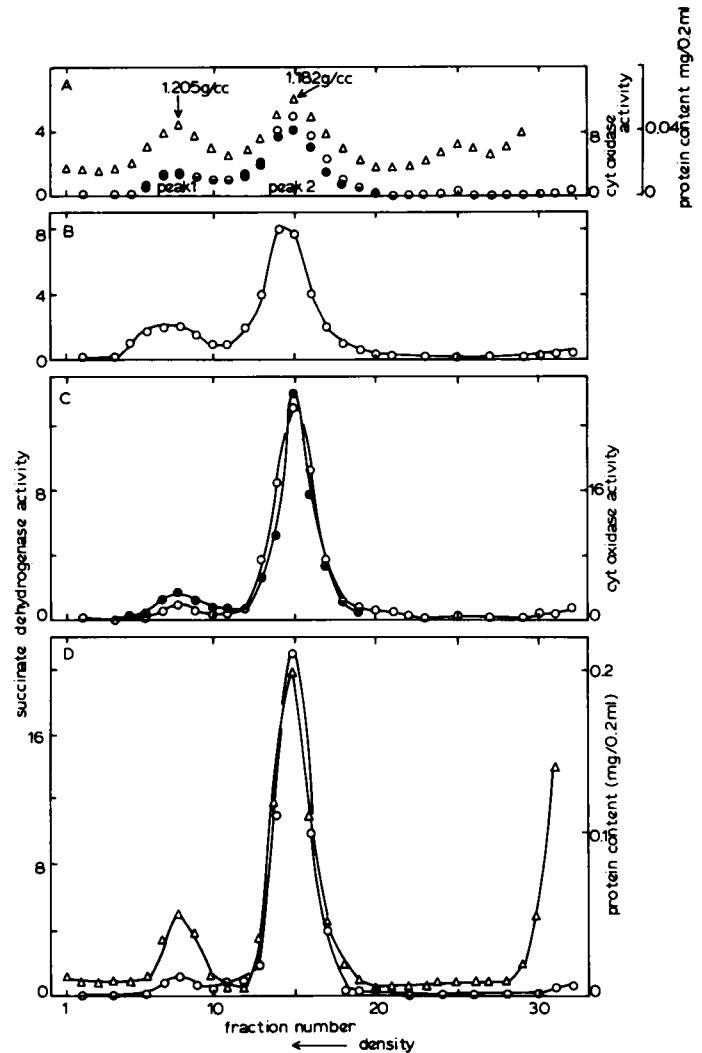 A
1.205g/cc
1.182g/cc
4
0
peak1
peak 2
8
0
cyt oxidase activity
0.04
0
protein content mg/0.2ml
B
8
4
0
C
8
0
16
0
cyt oxidase activity
succinate dehydrogenase activity
D
16
8
0
0.2
0.1
0
protein content (mg/0.2ml)
1
10
20
30
fraction number
← density